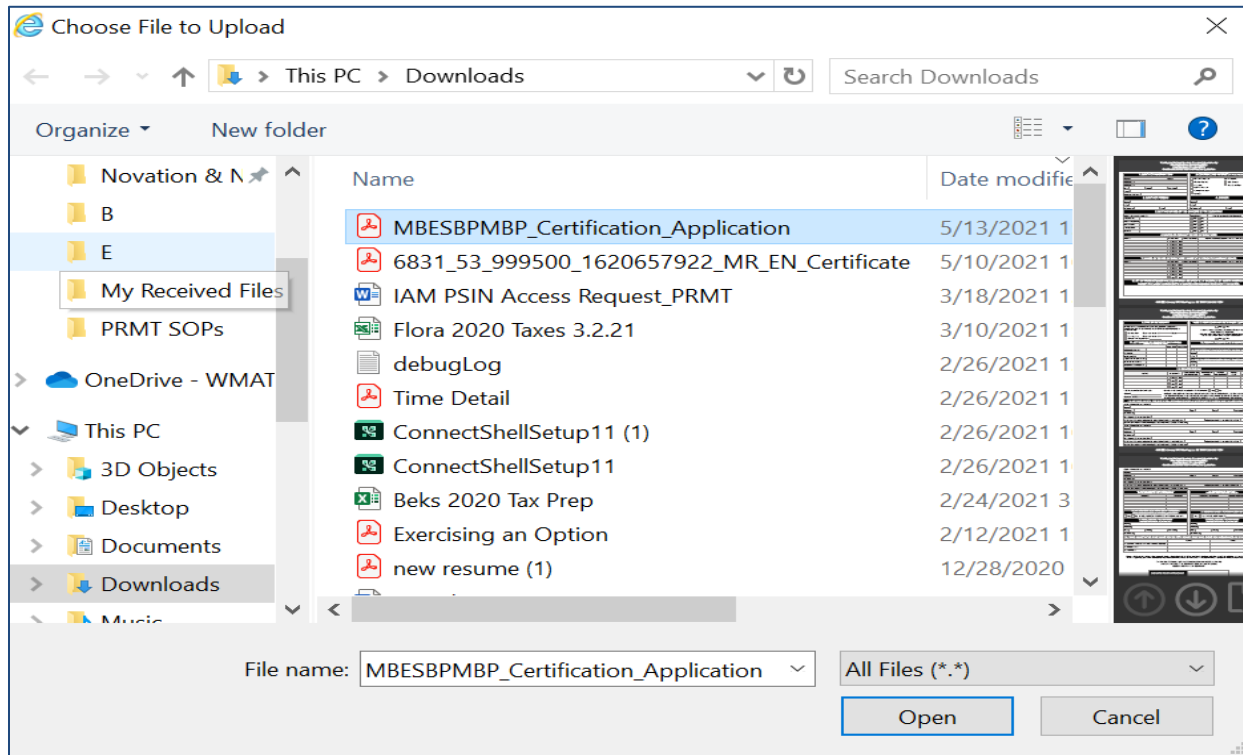 Choose File to Upload
This PC > Downloads
Search Downloads
Organize
New folder
Novation & N
B
E
My Received Files
PRMT SOPs
OneDrive - WMAT
This PC
3D Objects
Desktop
Documents
Downloads
Music
Name Date modifie
MBESBPMBP_Certification_Application 5/13/2021 1
6831_53_999500_1620657922_MR_EN_Certificate 5/10/2021 1
IAM PSIN Access Request_PRMT 3/18/2021 1
Flora 2020 Taxes 3.2.21 3/10/2021 1
debugLog 2/26/2021 1
Time Detail 2/26/2021 1
ConnectShellSetup11 (1) 2/26/2021 1
ConnectShellSetup11 2/26/2021 1
Beks 2020 Tax Prep 2/24/2021 3
Exercising an Option 2/12/2021 1
new resume (1) 12/28/2020
File name: MBESBPMBP_Certification_Application All Files (*.*)
Open Cancel